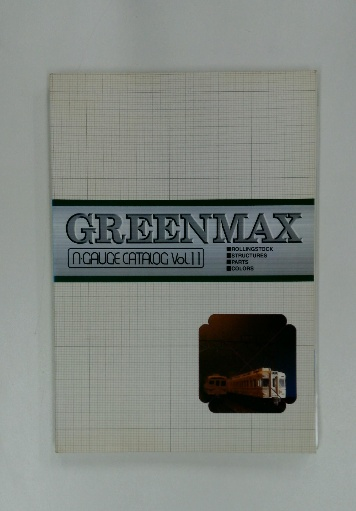 GREENMAX
n·GAUGE CATALOG Vol.11
■ROLLINGSTOCK
■STRUCTURES
■PARTS
■COLORS